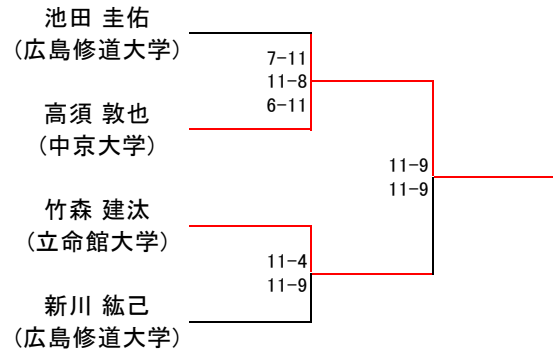 池田 圭佑
(広島修道大学)
7-11
11-8
6-11
高須 敦也
(中京大学)
11-9
11-9
竹森 建汰
(立命館大学)
11-4
11-9
新川 紘己
(広島修道大学)